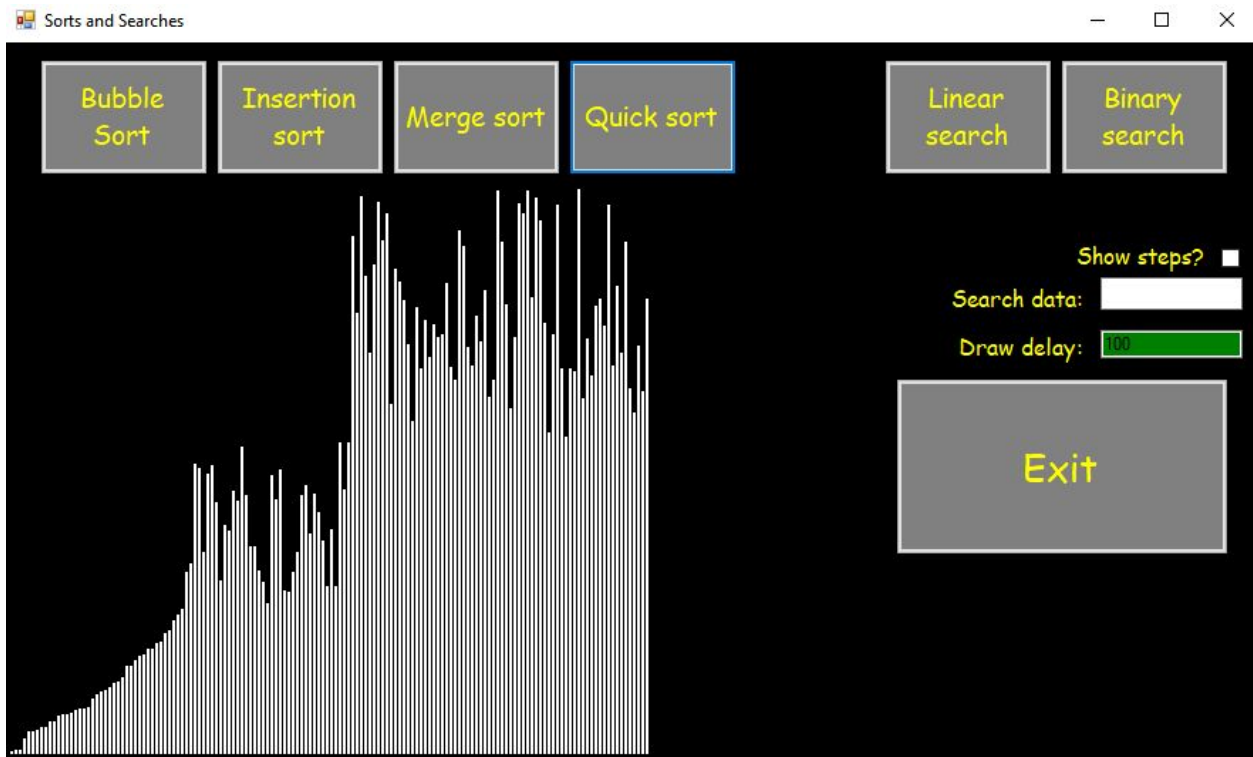 Sorts and Searches
Bubble
Sort
Insertion
sort
Merge sort
Quick sort
Linear
search
Binary
search
Show steps?
Search data:
Draw delay:
100
Exit